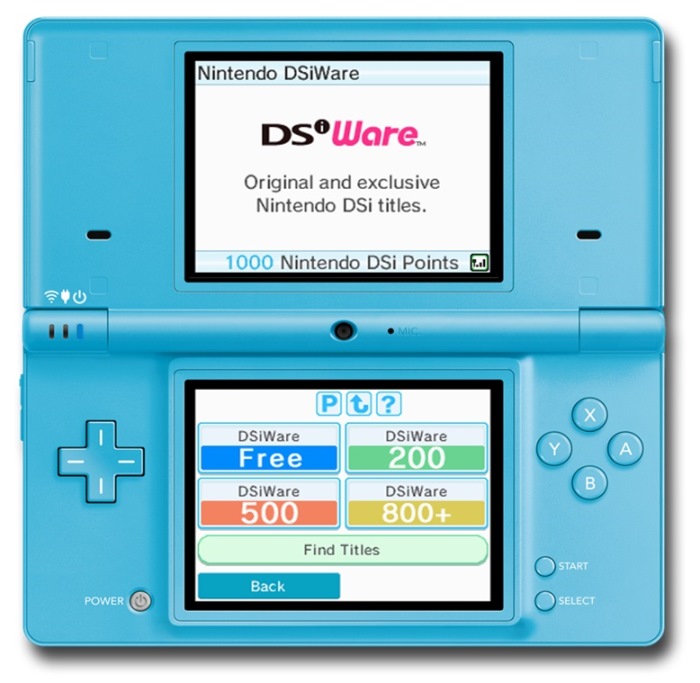 Nintendo DSiWare
DSiWare™
Original and exclusive
Nintendo DSi titles.
1000 Nintendo DSi Points
MIC.
P ?
DSiWare
Free
DSiWare
200
DSiWare
500
DSiWare
800+
Find Titles
Back
X
Y
A
B
START
SELECT
POWER